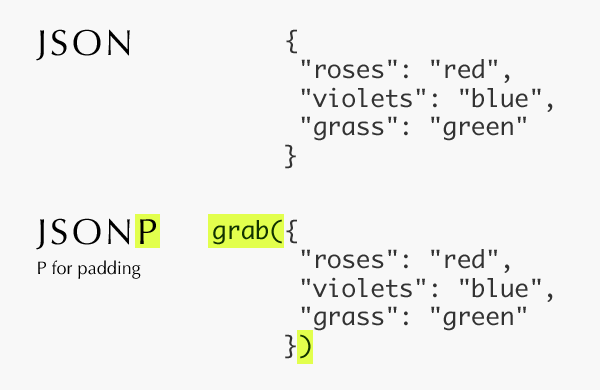 JSON
{
"roses": "red",
"violets": "blue",
"grass": "green"
}
JSONP
P for padding
grab({
"roses": "red",
"violets": "blue",
"grass": "green"
})